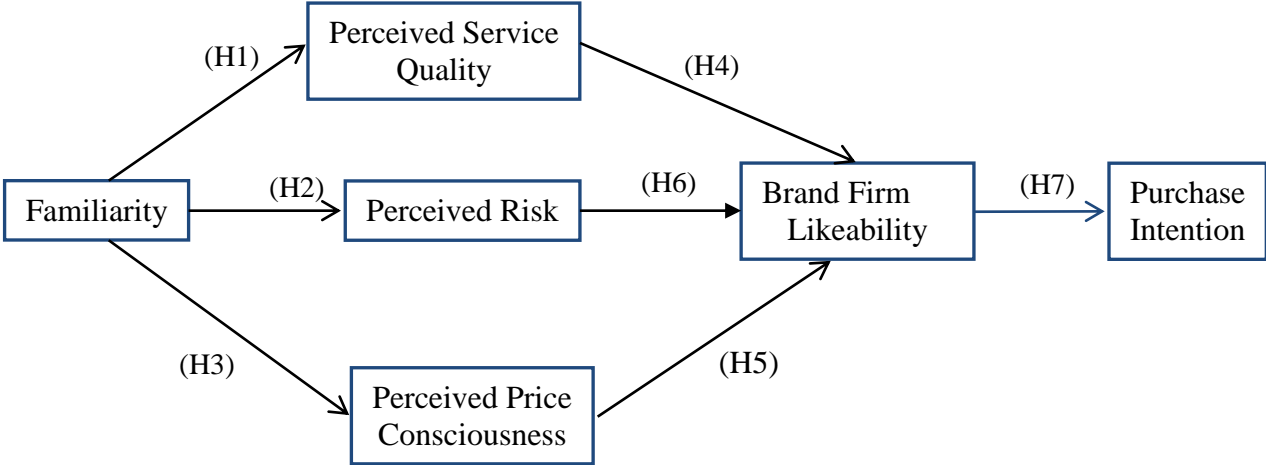 Perceived Service
Quality
(H1)
(H4)
Familiarity
(H2)
Perceived Risk
(H6)
Brand Firm
Likeability
(H7)
Purchase
Intention
(H3)
(H5)
Perceived Price
Consciousness